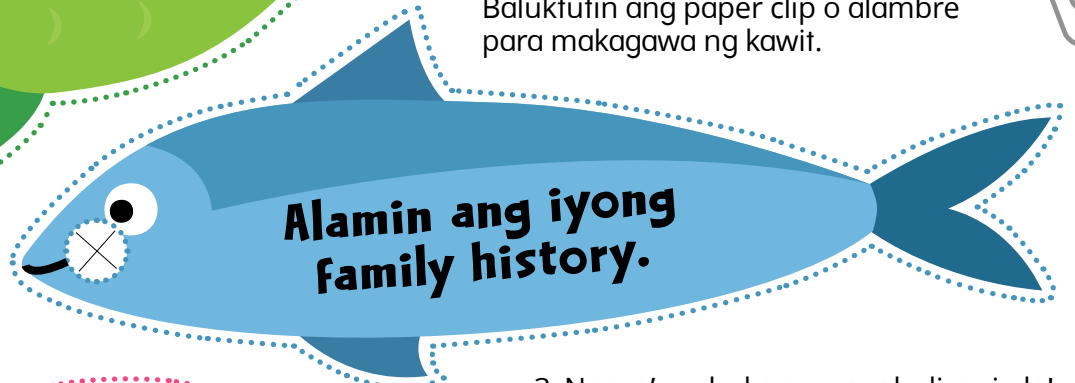 Baluktutin ang paper clip o alambre
para makagawa ng kawit.
Alamin ang iyong
family history.